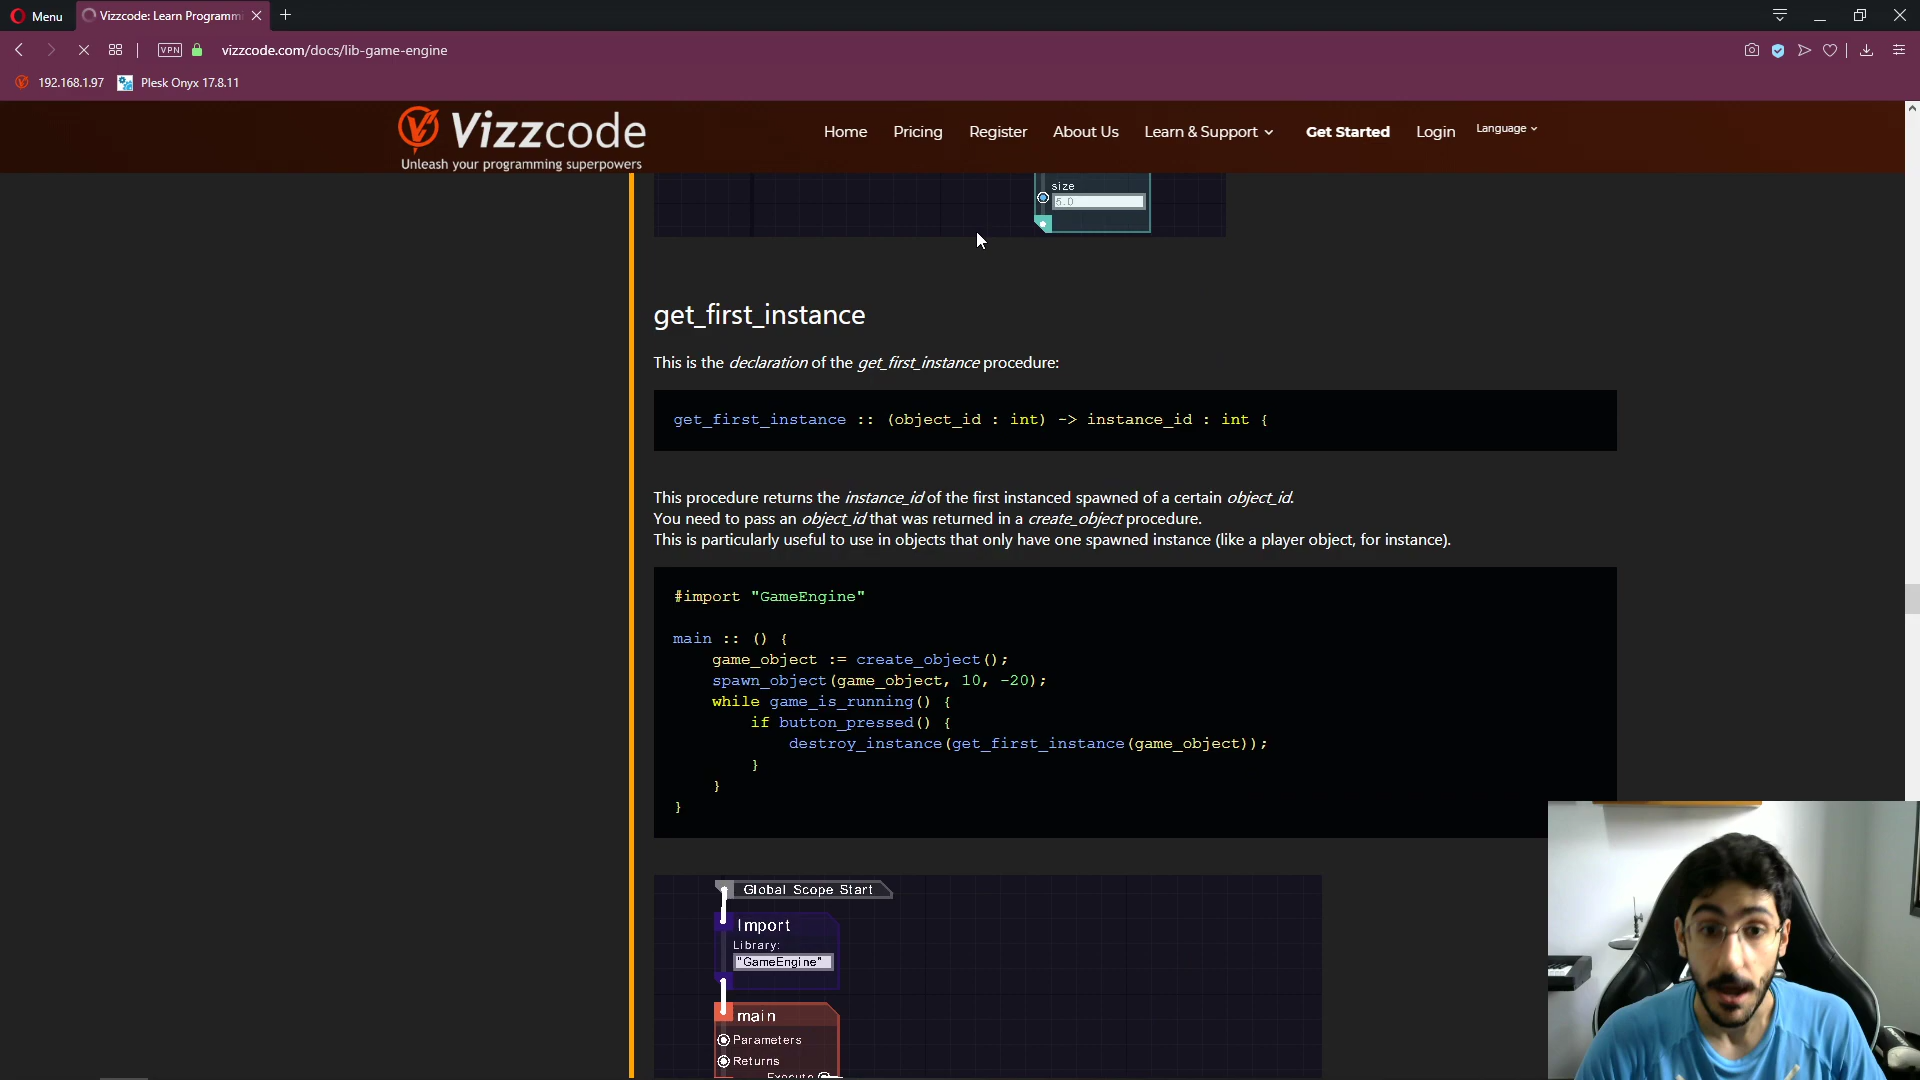 Menu
Vizzcode: Learn Programmi
VPN
vizzcode.com/docs/lib-game-engine
192.168.1.97
Plesk Onyx 17.8.11
Vizzcode
Unleash your programming superpowers
Home
Pricing
Register
About Us
Learn & Support
Get Started
Login
Language
size
5.0
get_first_instance
This is the declaration of the get_first_instance procedure:
get_first_instance :: (object_id : int) -> instance_id : int {
This procedure returns the instance_id of the first instanced spawned of a certain object_id.
You need to pass an object_id that was returned in a create_object procedure.
This is particularly useful to use in objects that only have one spawned instance (like a player object, for instance).
#import "GameEngine"
main :: () {
game_object := create_object();
spawn_object(game_object, 10, -20);
while game_is_running() {
if button_pressed() {
destroy_instance(get_first_instance(game_object));
}
}
}
Global Scope Start
Import
Library:
"GameEngine"
main
Parameters
Returns
Execute